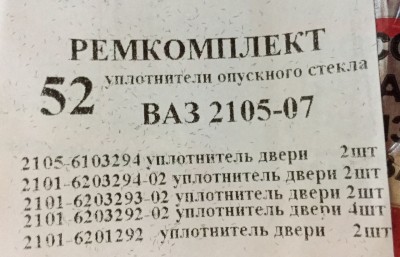 РЕМКОМПЛЕКТ
52 уплотнители опускного стекла
ВАЗ 2105-07
2105-6103294 уплотнитель двери 2шт
2101-6203294-02 уплотнитель двери 2шт
2101-6203293-02 уплотнитель двери 2шт
2101-6203292-02 уплотнитель двери 4шт
2101-6201292 уплотнитель двери 2шт